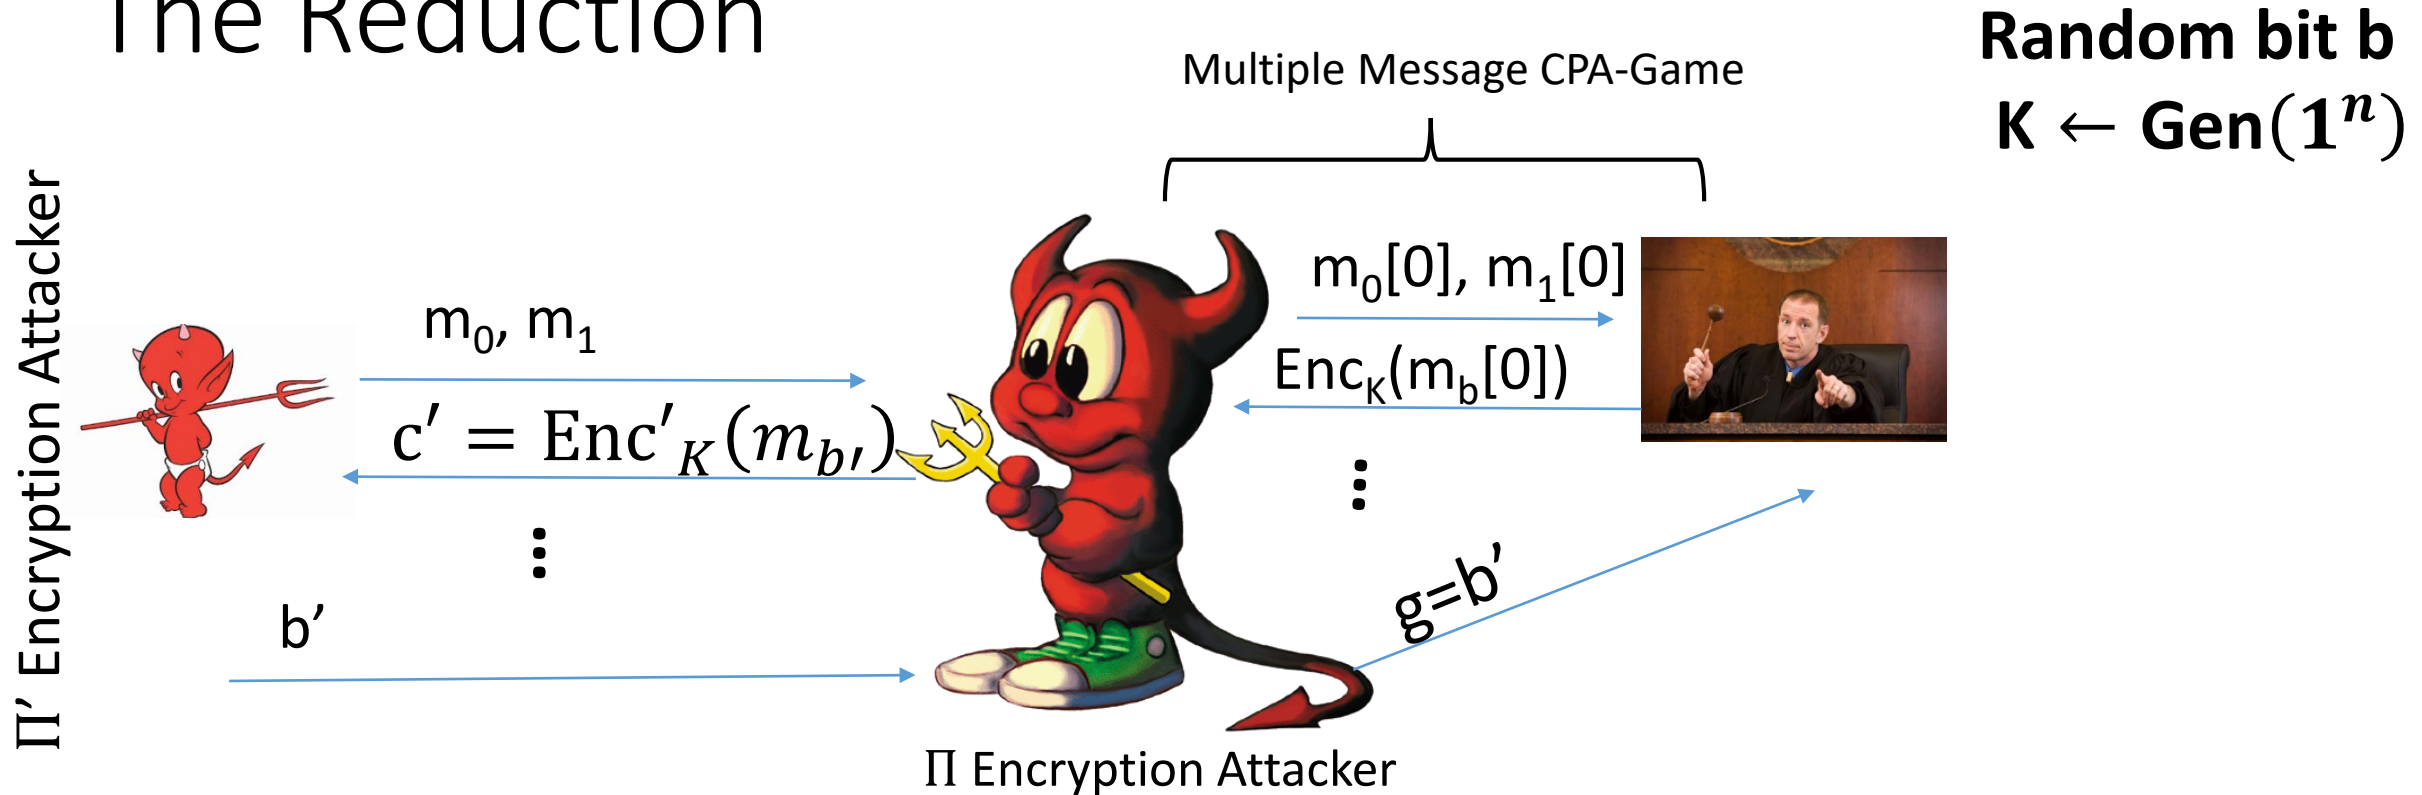 The Reduction
Random bit b
K ← Gen(1ⁿ)
Multiple Message CPA-Game
Π′ Encryption Attacker
m₀, m₁
c′ = Enc′_K(m_b′)
⋮
b’
m₀[0], m₁[0]
Enc_K(m_b[0])
⋮
g=b’
Π Encryption Attacker